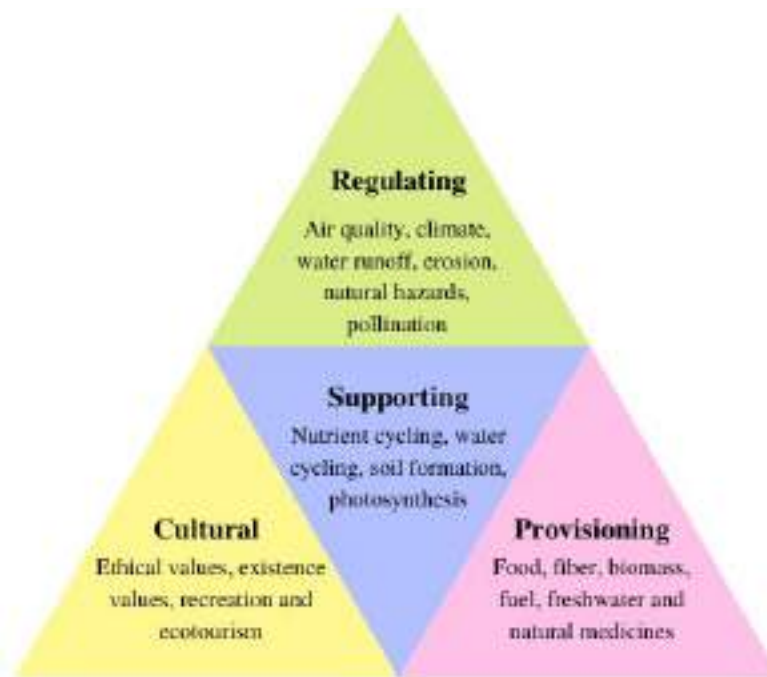 Regulating
Air quality, climate,
water runoff, erosion,
natural hazards,
pollination
Supporting
Nutrient cycling, water
cycling, soil formation,
photosynthesis
Cultural
Ethical values, existence
values, recreation and
ecotourism
Provisioning
Food, fiber, biomass,
fuel, freshwater and
natural medicines